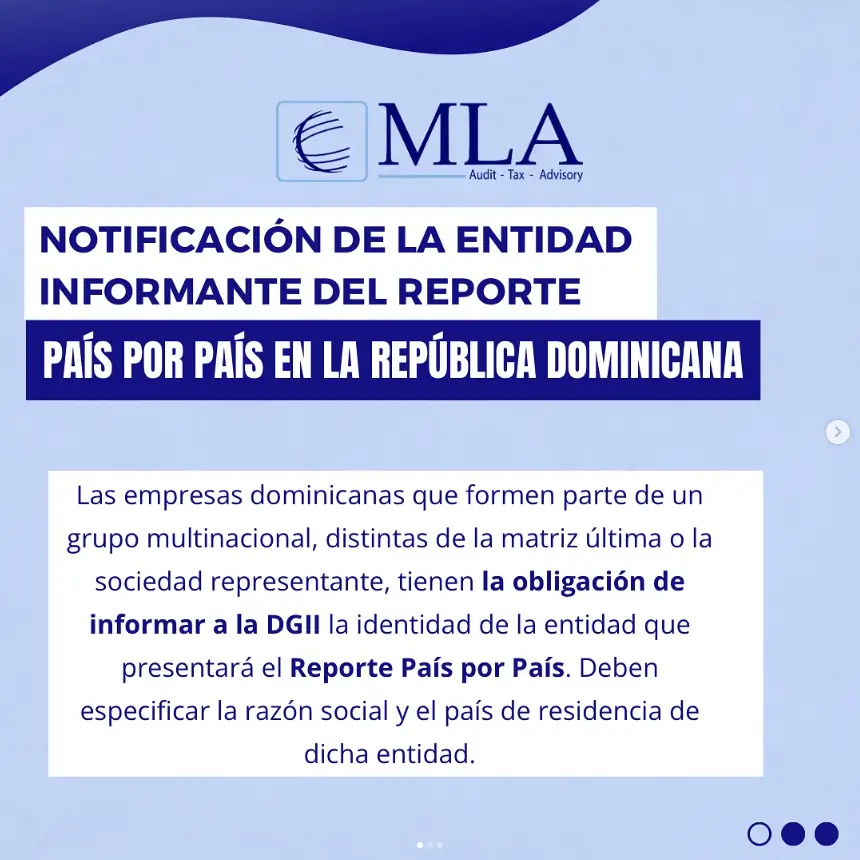 MLA
Audit - Tax - Advisory
NOTIFICACIÓN DE LA ENTIDAD
INFORMANTE DEL REPORTE
PAÍS POR PAÍS EN LA REPÚBLICA DOMINICANA
Las empresas dominicanas que formen parte de un
grupo multinacional, distintas de la matriz última o la
sociedad representante, tienen la obligación de
informar a la DGII la identidad de la entidad que
presentará el Reporte País por País. Deben
especificar la razón social y el país de residencia de
dicha entidad.